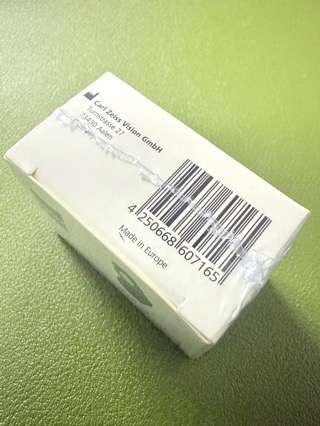 Carl Zeiss Vision GmbH
Turnstrasse 27
73430 Aalen
Germany
4 250668 607165
Made in Europe